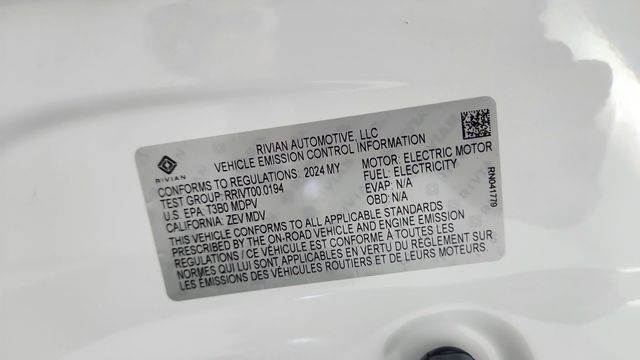 RIVIAN AUTOMOTIVE, LLC
VEHICLE EMISSION CONTROL INFORMATION
RIVIAN
CONFORMS TO REGULATIONS: 2024 MY
TEST GROUP: RRIVT00.0194
U.S. EPA: T3B0 MDPV
CALIFORNIA: ZEV MDV
MOTOR: ELECTRIC MOTOR
FUEL: ELECTRICITY
EVAP: N/A
OBD: N/A
THIS VEHICLE CONFORMS TO ALL APPLICABLE STANDARDS
PRESCRIBED BY THE ON-ROAD VEHICLE AND ENGINE EMISSION
REGULATIONS / CE VÉHICULE EST CONFORME À TOUTES LES
NORMES QUI LUI SONT APPLICABLES EN VERTU DU RÈGLEMENT SUR
LES ÉMISSIONS DES VÉHICULES ROUTIERS ET DE LEURS MOTEURS.
RN041779